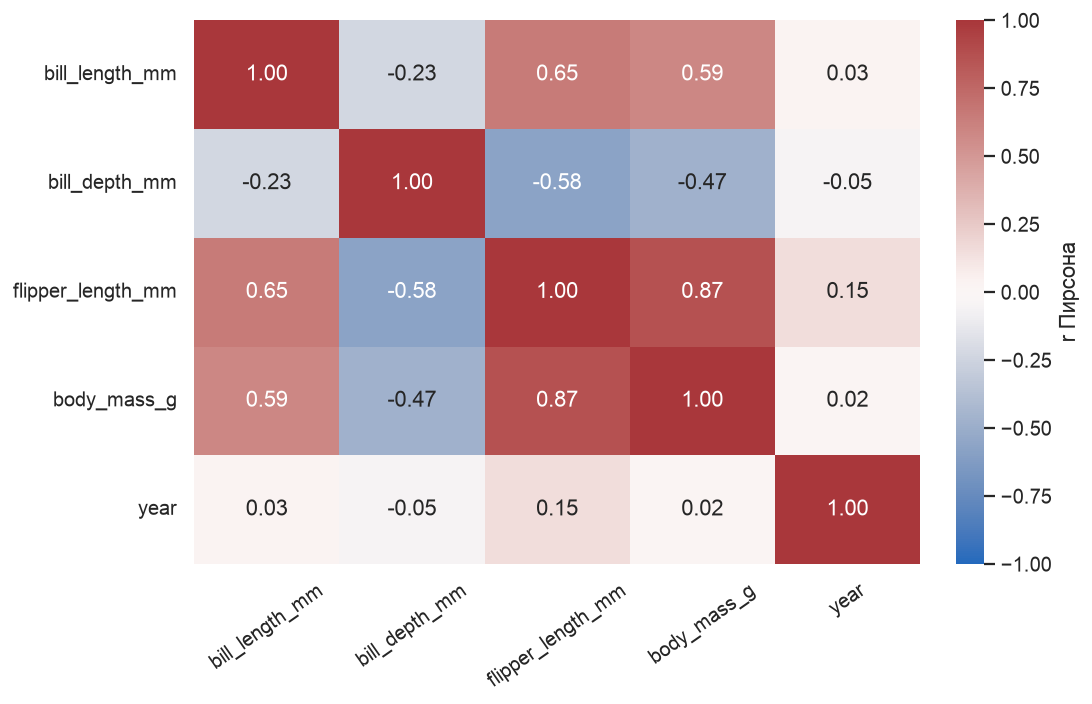 bill_length_mm 1.00 -0.23 0.65 0.59 0.03
bill_depth_mm -0.23 1.00 -0.58 -0.47 -0.05
flipper_length_mm 0.65 -0.58 1.00 0.87 0.15
body_mass_g 0.59 -0.47 0.87 1.00 0.02
year 0.03 -0.05 0.15 0.02 1.00
bill_length_mm bill_depth_mm flipper_length_mm body_mass_g year
1.00
0.75
0.50
0.25
0.00
−0.25
−0.50
−0.75
−1.00
r Пирсона